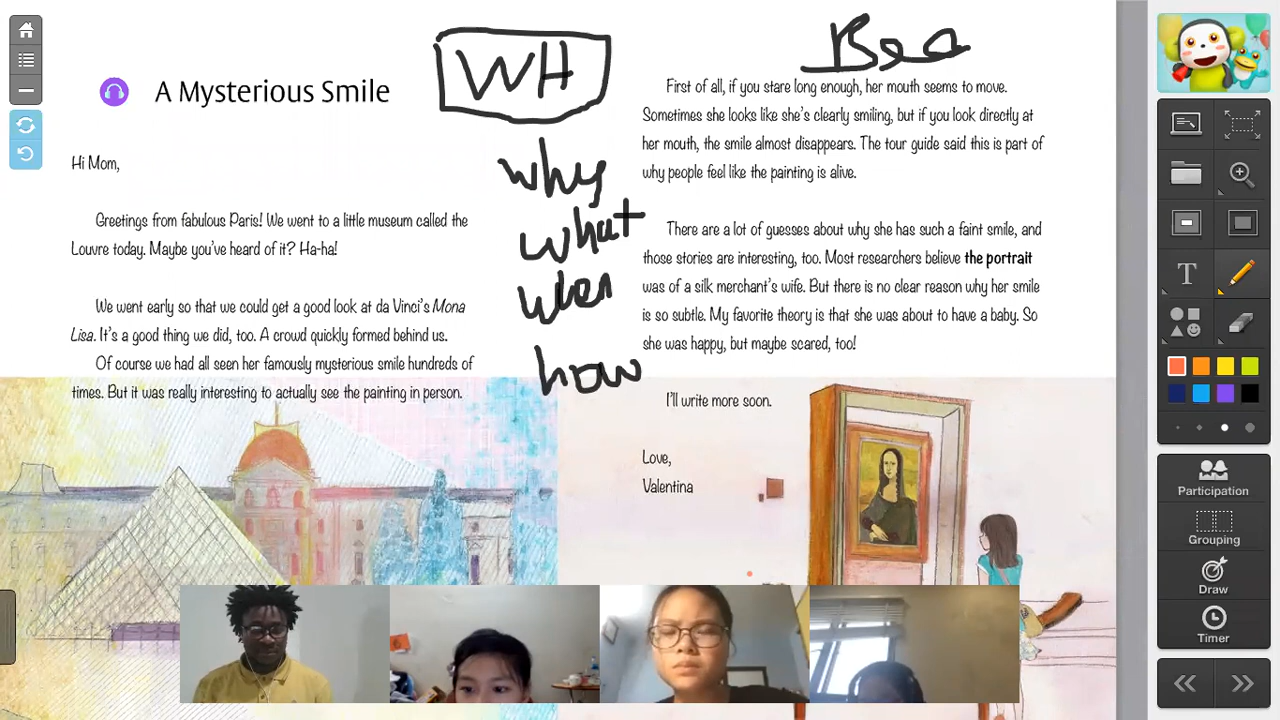 A Mysterious Smile
Hi Mom,
Greetings from fabulous Paris! We went to a little museum called the
Louvre today. Maybe you've heard of it? Ha-ha!
We went early so that we could get a good look at da Vinci's Mona
Lisa. It's a good thing we did, too. A crowd quickly formed behind us.
Of course we had all seen her famously mysterious smile hundreds of
times. But it was really interesting to actually see the painting in person.
WH
why
what
when
how
Bea
First of all, if you stare long enough, her mouth seems to move.
Sometimes she looks like she's clearly smiling, but if you look directly at
her mouth, the smile almost disappears. The tour guide said this is part of
why people feel like the painting is alive.
There are a lot of guesses about why she has such a faint smile, and
those stories are interesting, too. Most researchers believe the portrait
was of a silk merchant's wife. But there is no clear reason why her smile
is so subtle. My favorite theory is that she was about to have a baby. So
she was happy, but maybe scared, too!
I'll write more soon.
Love,
Valentina
T
Participation
Grouping
Draw
Timer